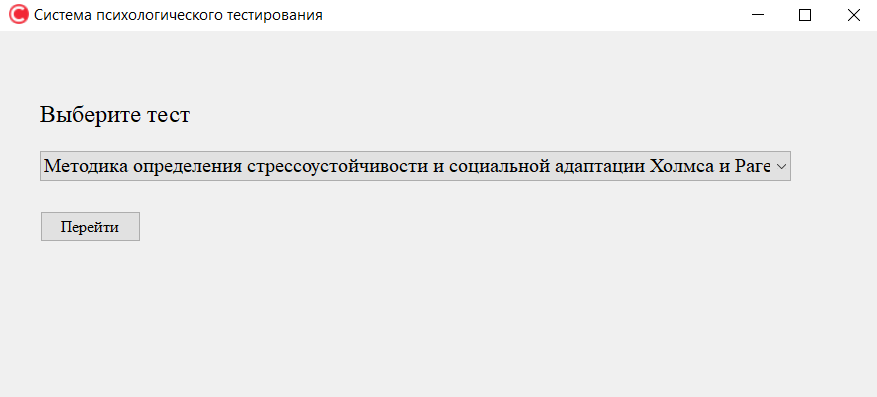 Система психологического тестирования
Выберите тест
Методика определения стрессоустойчивости и социальной адаптации Холмса и Раге
Перейти